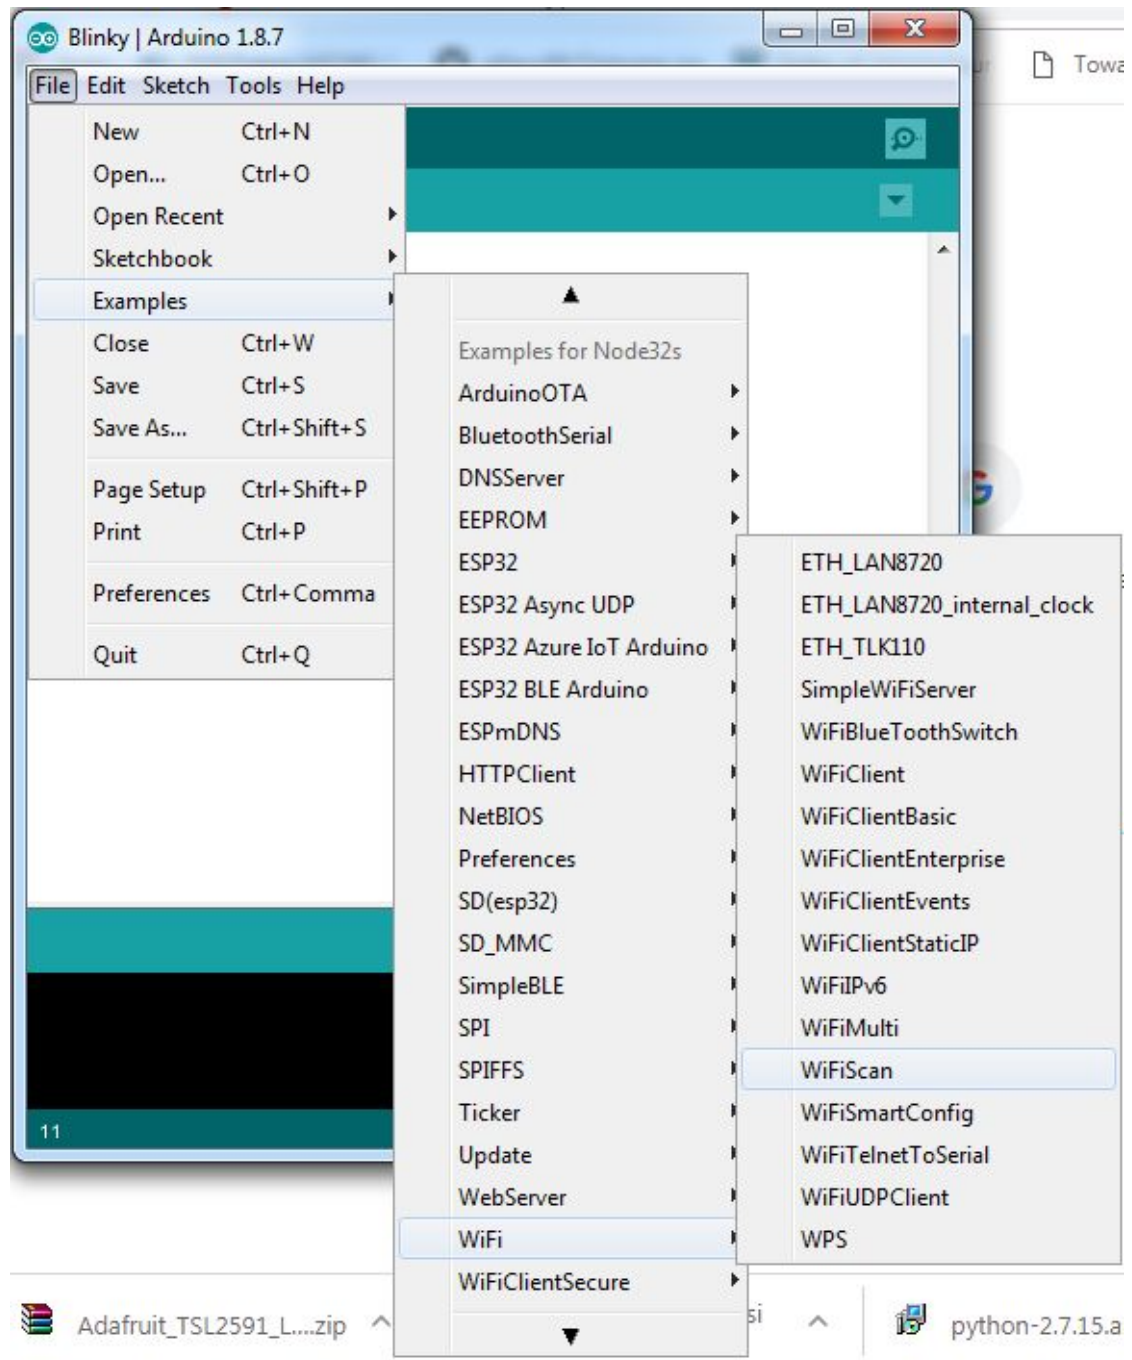 Blinky | Arduino 1.8.7
Towa
File Edit Sketch Tools Help
New Ctrl+N
Open... Ctrl+O
Open Recent
Sketchbook
Examples
Close Ctrl+W
Save Ctrl+S
Save As... Ctrl+Shift+S
Page Setup Ctrl+Shift+P
Print Ctrl+P
Preferences Ctrl+Comma
Quit Ctrl+Q
Examples for Node32s
ArduinoOTA
BluetoothSerial
DNSServer
EEPROM
ESP32
ESP32 Async UDP
ESP32 Azure IoT Arduino
ESP32 BLE Arduino
ESPmDNS
HTTPClient
NetBIOS
Preferences
SD(esp32)
SD_MMC
SimpleBLE
SPI
SPIFFS
Ticker
Update
WebServer
WiFi
WiFiClientSecure
ETH_LAN8720
ETH_LAN8720_internal_clock
ETH_TLK110
SimpleWiFiServer
WiFiBlueToothSwitch
WiFiClient
WiFiClientBasic
WiFiClientEnterprise
WiFiClientEvents
WiFiClientStaticIP
WiFiIPv6
WiFiMulti
WiFiScan
WiFiSmartConfig
WiFiTelnetToSerial
WiFiUDPClient
WPS
11
Adafruit_TSL2591_L....zip
si
python-2.7.15.a